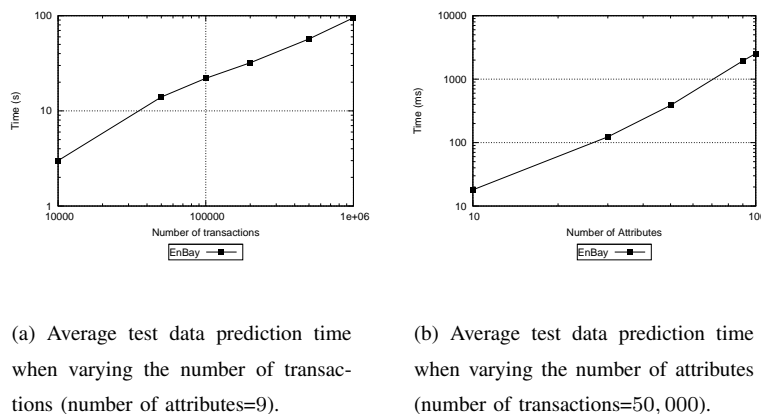 100
10
1
Time (s)
10000
100000
1e+06
Number of transactions
EnBay
10000
1000
100
10
Time (ms)
10
100
Number of Attributes
EnBay
(a) Average test data prediction time
when varying the number of transac-
tions (number of attributes=9).
(b) Average test data prediction time
when varying the number of attributes
(number of transactions=50, 000).